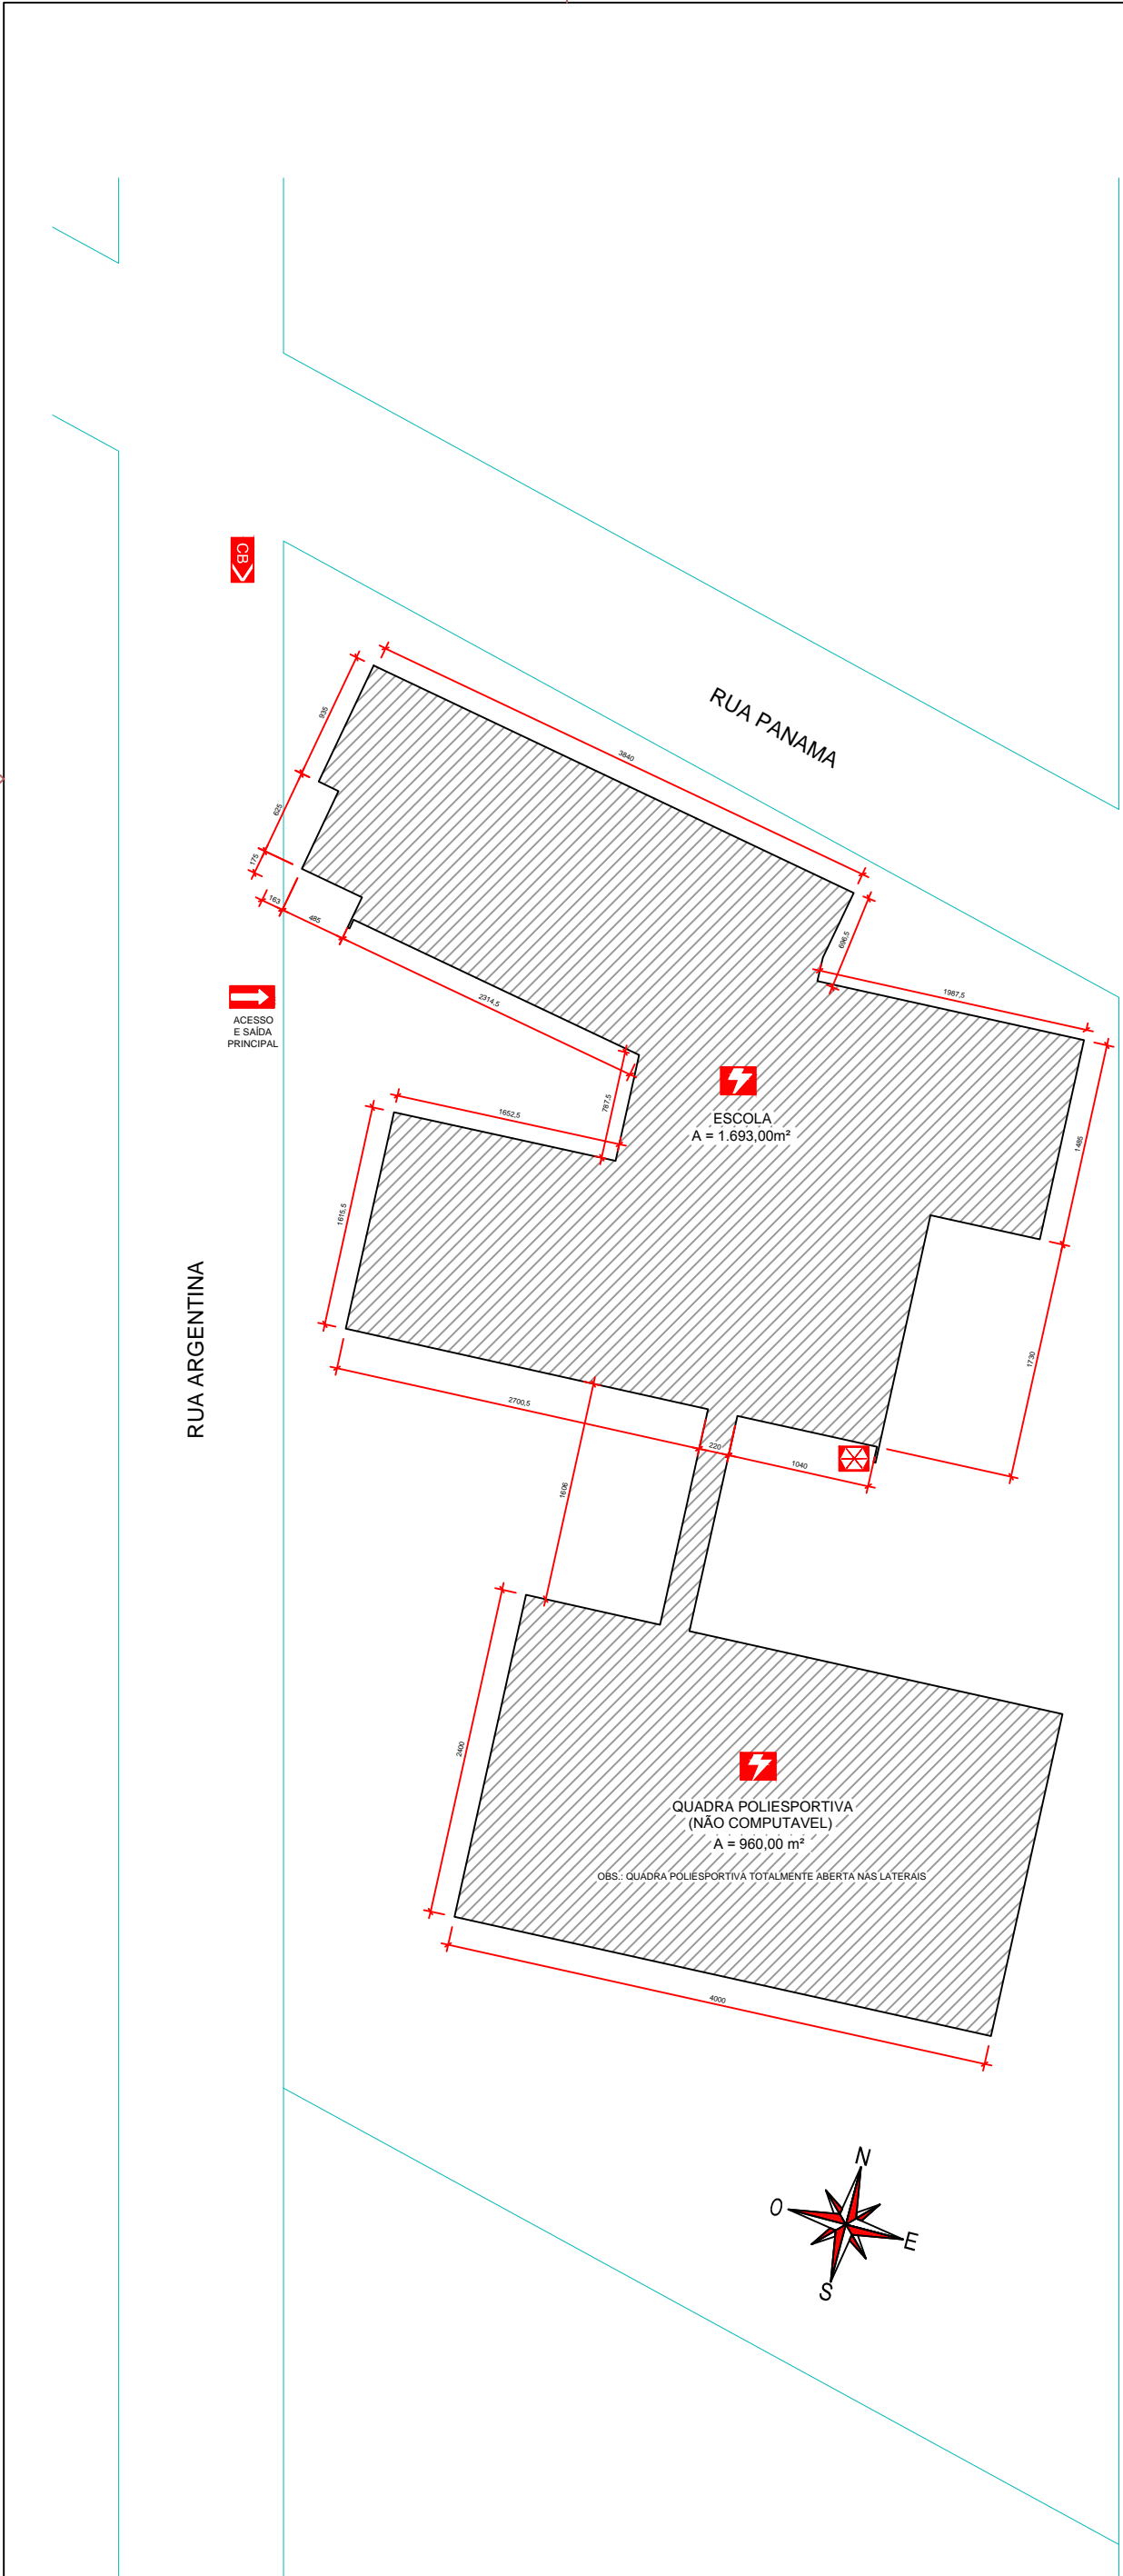 CB
RUA PANAMA
3840
935
625
175
163
485
2314,5
696,5
1987,5
ACESSO
E SAÍDA
PRINCIPAL
787,5
1652,5
ESCOLA
A = 1.693,00m²
1485
1615,5
RUA ARGENTINA
1730
2700,5
220
1040
1606
2400
QUADRA POLIESPORTIVA
(NÃO COMPUTAVEL)
A = 960,00 m²
OBS.: QUADRA POLIESPORTIVA TOTALMENTE ABERTA NAS LATERAIS
4000
N
O
E
S